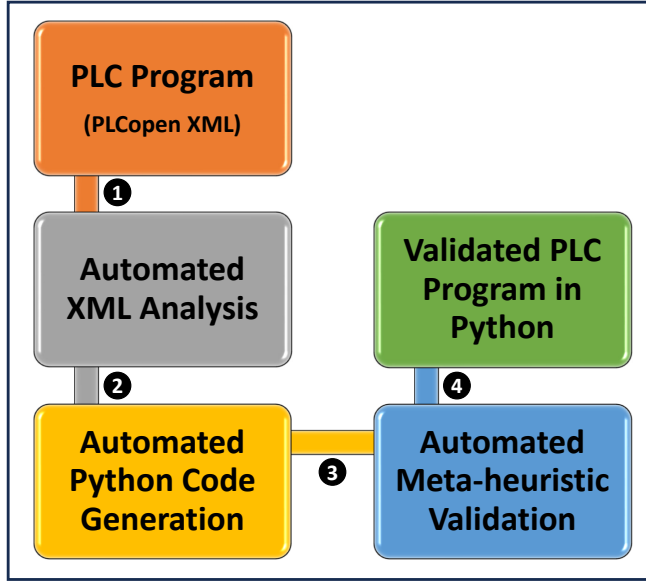 PLC Program
(PLCopen XML)
1
Automated
XML Analysis
2
Automated
Python Code
Generation
3
Automated
Meta-heuristic
Validation
4
Validated PLC
Program in
Python